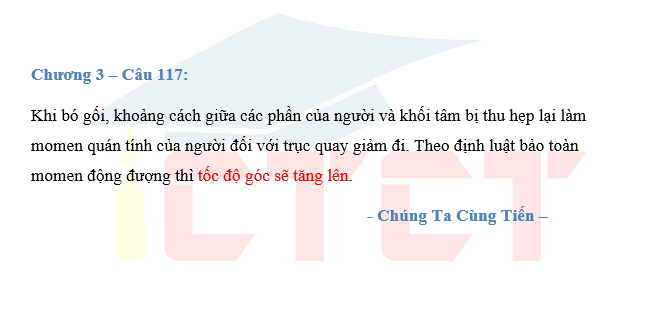 Chương 3 – Câu 117:
Khi bó gối, khoảng cách giữa các phần của người và khối tâm bị thu hẹp lại làm
momen quán tính của người đối với trục quay giảm đi. Theo định luật bảo toàn
momen động đượng thì tốc độ góc sẽ tăng lên.
- Chúng Ta Cùng Tiến –
CTCT